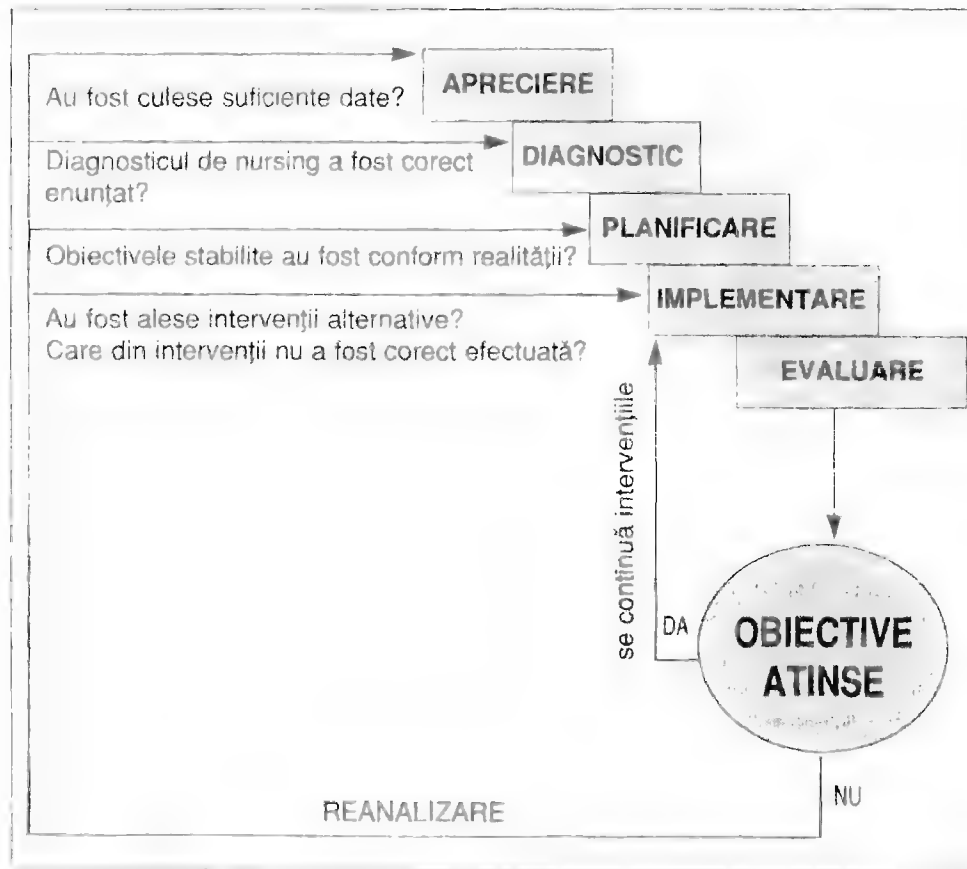 APRECIERE
Au fost culese suficiente date?
DIAGNOSTIC
Diagnosticul de nursing a fost corect
enunțat?
PLANIFICARE
Obiectivele stabilite au fost conform realității?
IMPLEMENTARE
Au fost alese intervenții alternative?
Care din intervenții nu a fost corect efectuată?
EVALUARE
se continuă intervențiile
DA
OBIECTIVE
ATINSE
NU
REANALIZARE